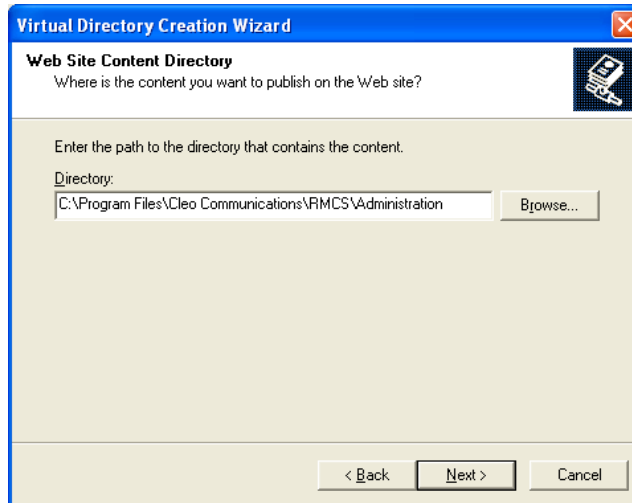 Virtual Directory Creation Wizard
Web Site Content Directory
Where is the content you want to publish on the Web site?
Enter the path to the directory that contains the content.
Directory:
C:\Program Files\Cleo Communications\RMCS\Administration
Browse...
< Back
Next >
Cancel